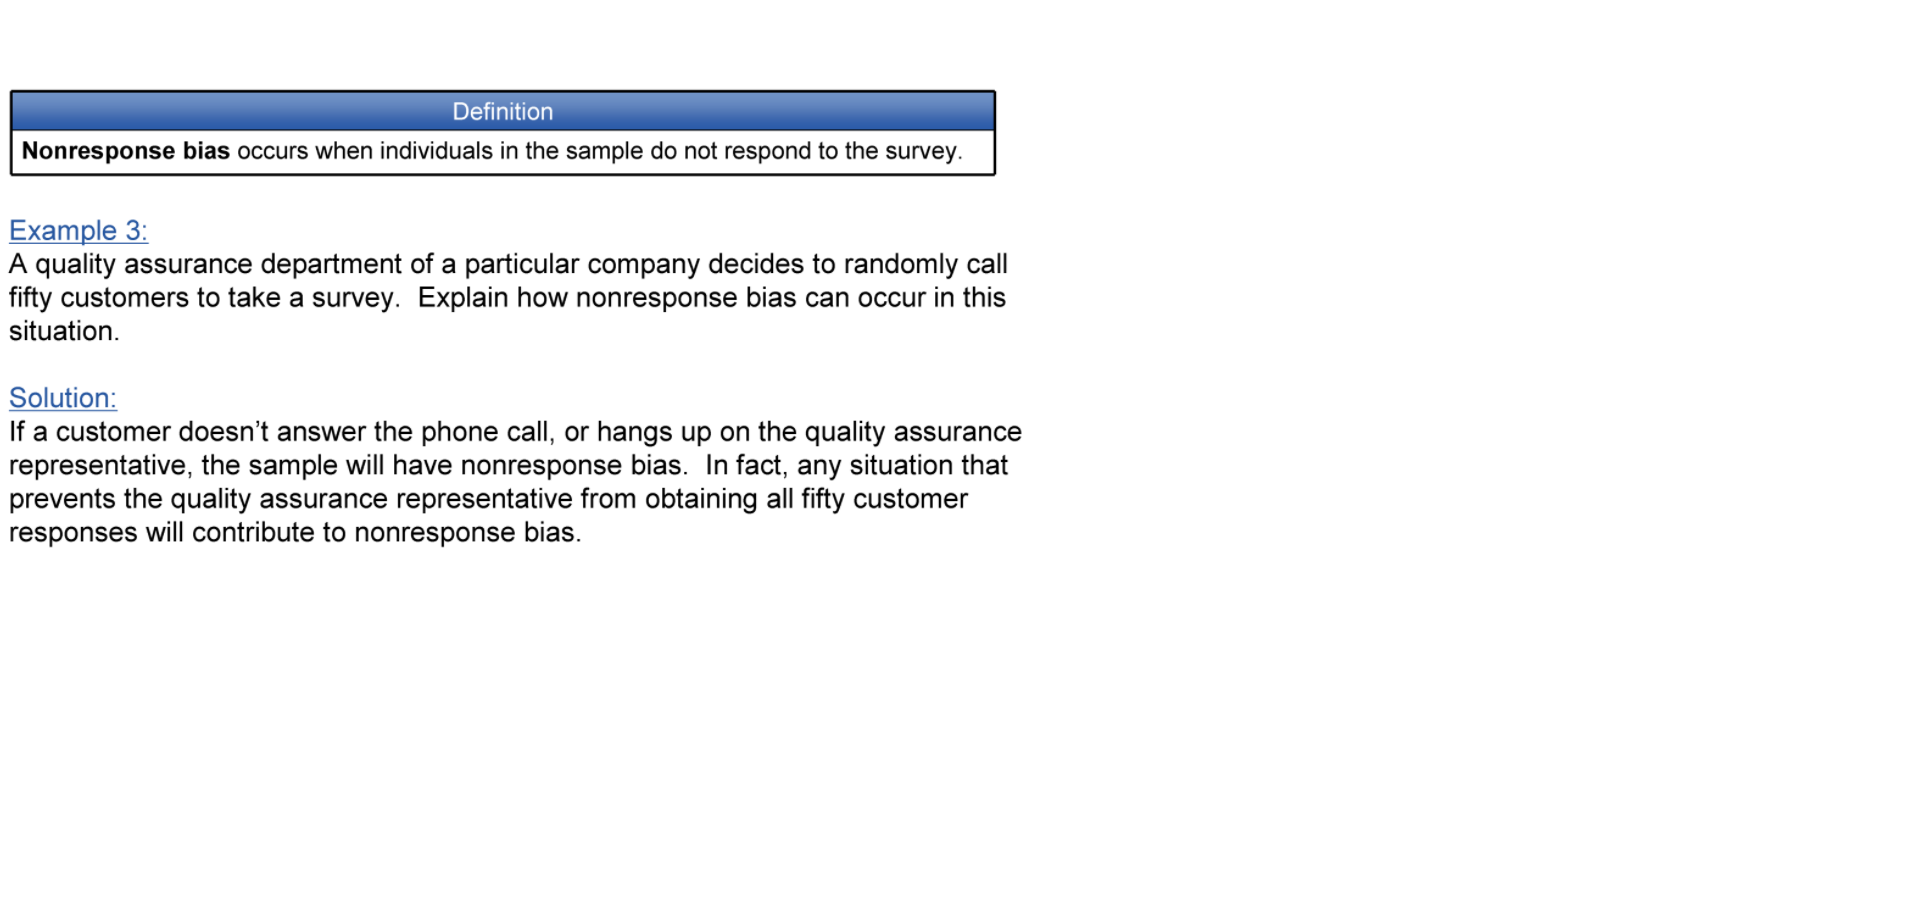 Definition
Nonresponse bias occurs when individuals in the sample do not respond to the survey.
Example 3:
A quality assurance department of a particular company decides to randomly call
fifty customers to take a survey.  Explain how nonresponse bias can occur in this
situation.
Solution:
If a customer doesn’t answer the phone call, or hangs up on the quality assurance
representative, the sample will have nonresponse bias.  In fact, any situation that
prevents the quality assurance representative from obtaining all fifty customer
responses will contribute to nonresponse bias.